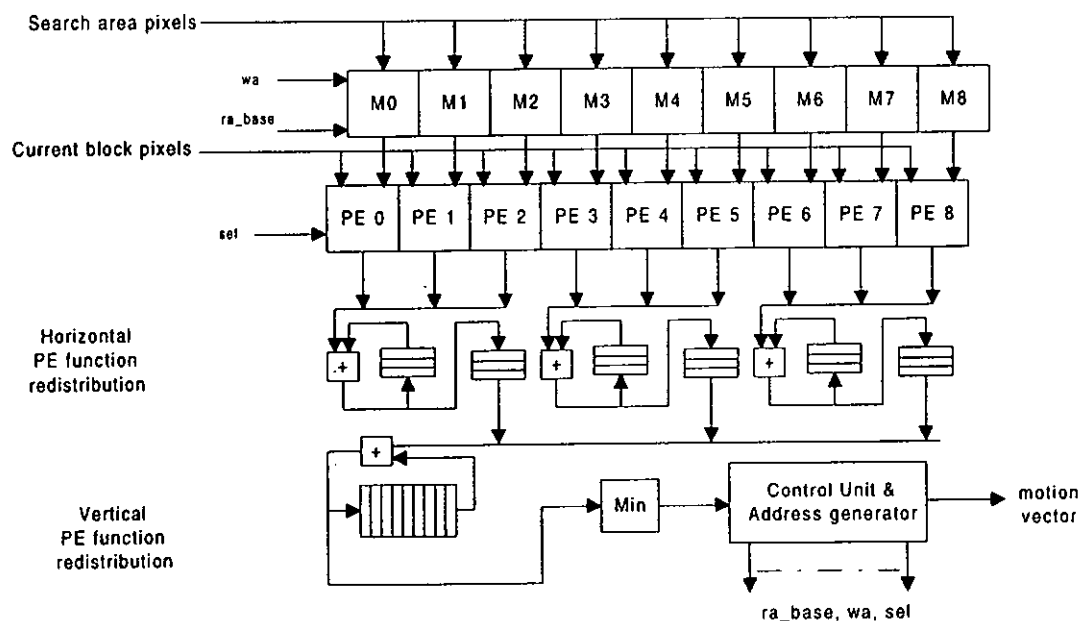 Search area pixels
wa
M0 M1 M2 M3 M4 M5 M6 M7 M8
ra_base
Current block pixels
PE 0 PE 1 PE 2 PE 3 PE 4 PE 5 PE 6 PE 7 PE 8
sel
Horizontal
PE function
redistribution
+ + +
+
Vertical
PE function
redistribution
Min
Control Unit &
Address generator
motion
vector
ra_base, wa, sel